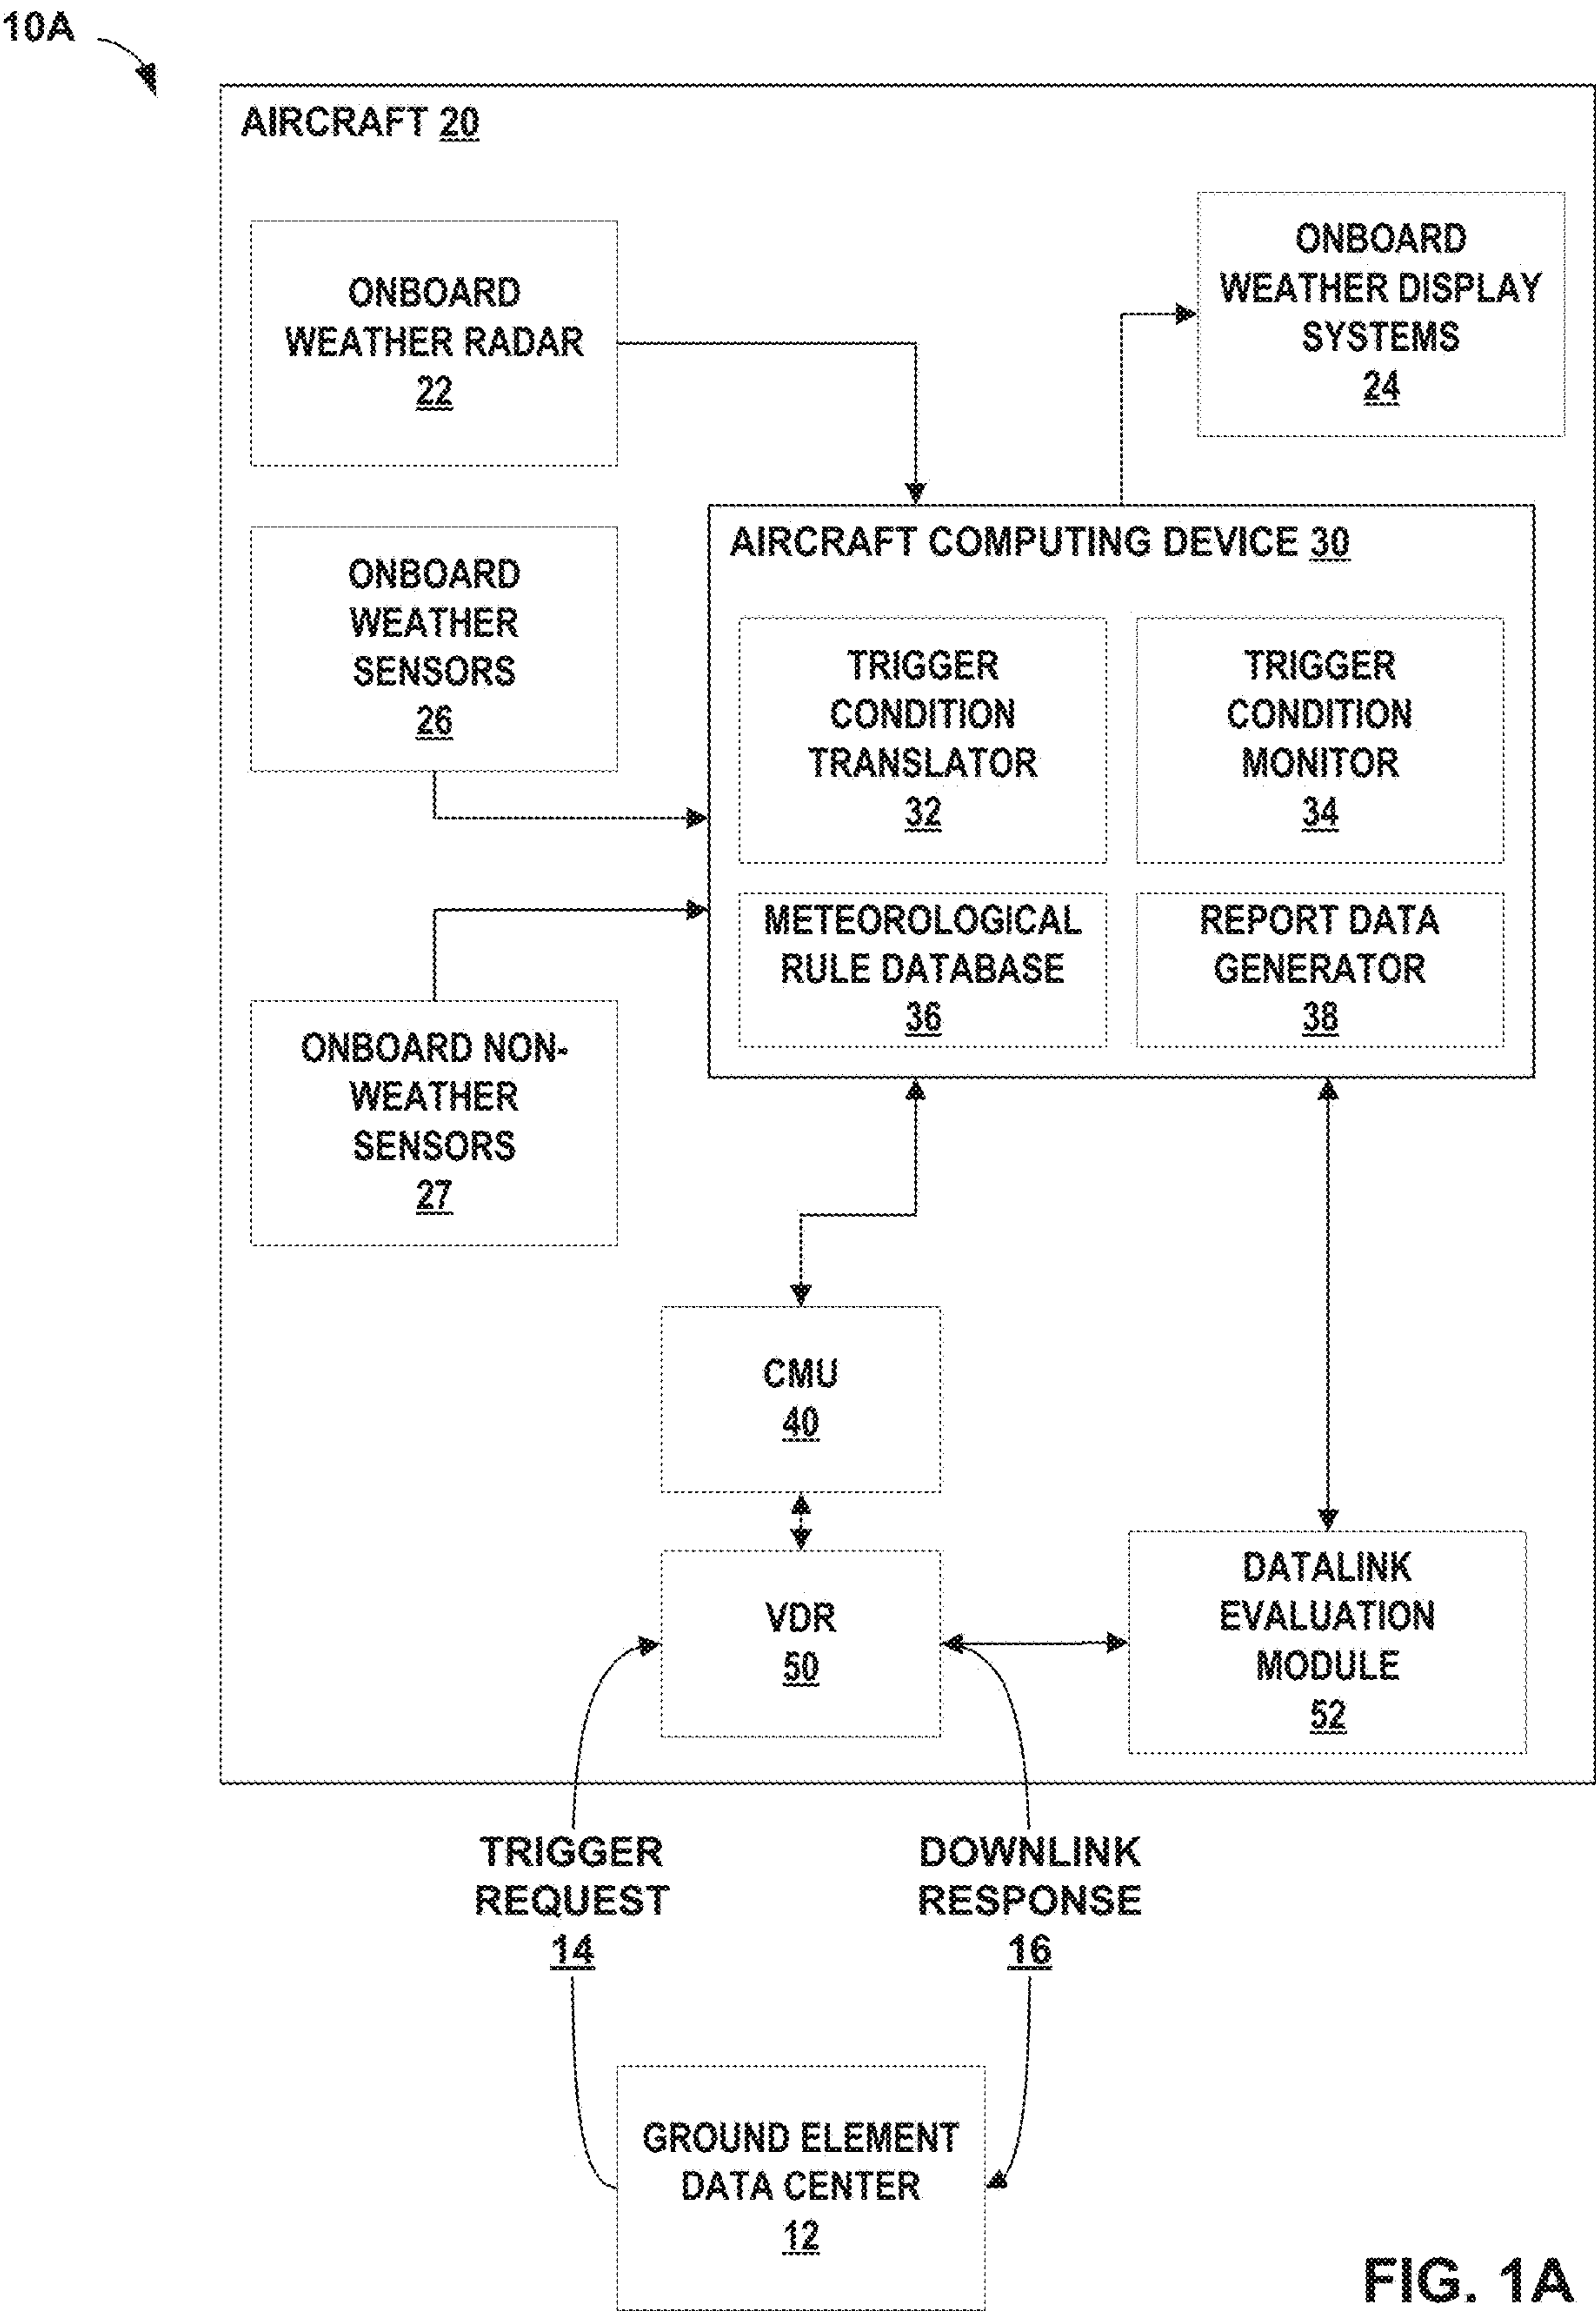 10A
AIRCRAFT 20
ONBOARD
WEATHER RADAR
22
ONBOARD
WEATHER DISPLAY
SYSTEMS
24
ONBOARD
WEATHER
SENSORS
26
AIRCRAFT COMPUTING DEVICE 30
TRIGGER
CONDITION
TRANSLATOR
32
TRIGGER
CONDITION
MONITOR
34
METEOROLOGICAL
RULE DATABASE
36
REPORT DATA
GENERATOR
38
ONBOARD NON-
WEATHER
SENSORS
27
CMU
40
VDR
50
DATALINK
EVALUATION
MODULE
52
TRIGGER
REQUEST
14
DOWNLINK
RESPONSE
16
GROUND ELEMENT
DATA CENTER
12
FIG. 1A